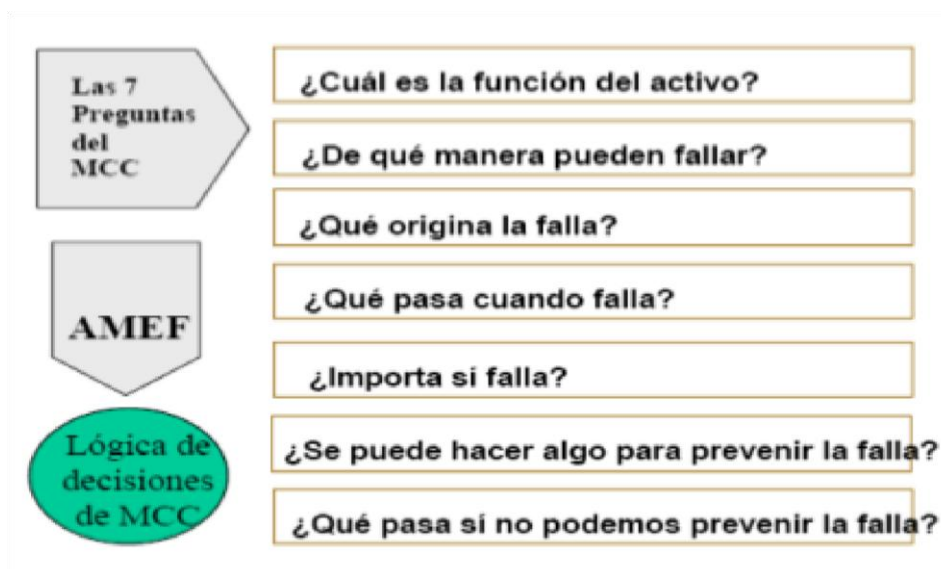 Las 7
Preguntas
del
MCC
¿Cuál es la función del activo?
¿De qué manera pueden fallar?
¿Qué origina la falla?
AMEF
¿Qué pasa cuando falla?
¿Importa si falla?
Lógica de
decisiones
de MCC
¿Se puede hacer algo para prevenir la falla?
¿Qué pasa sí no podemos prevenir la falla?